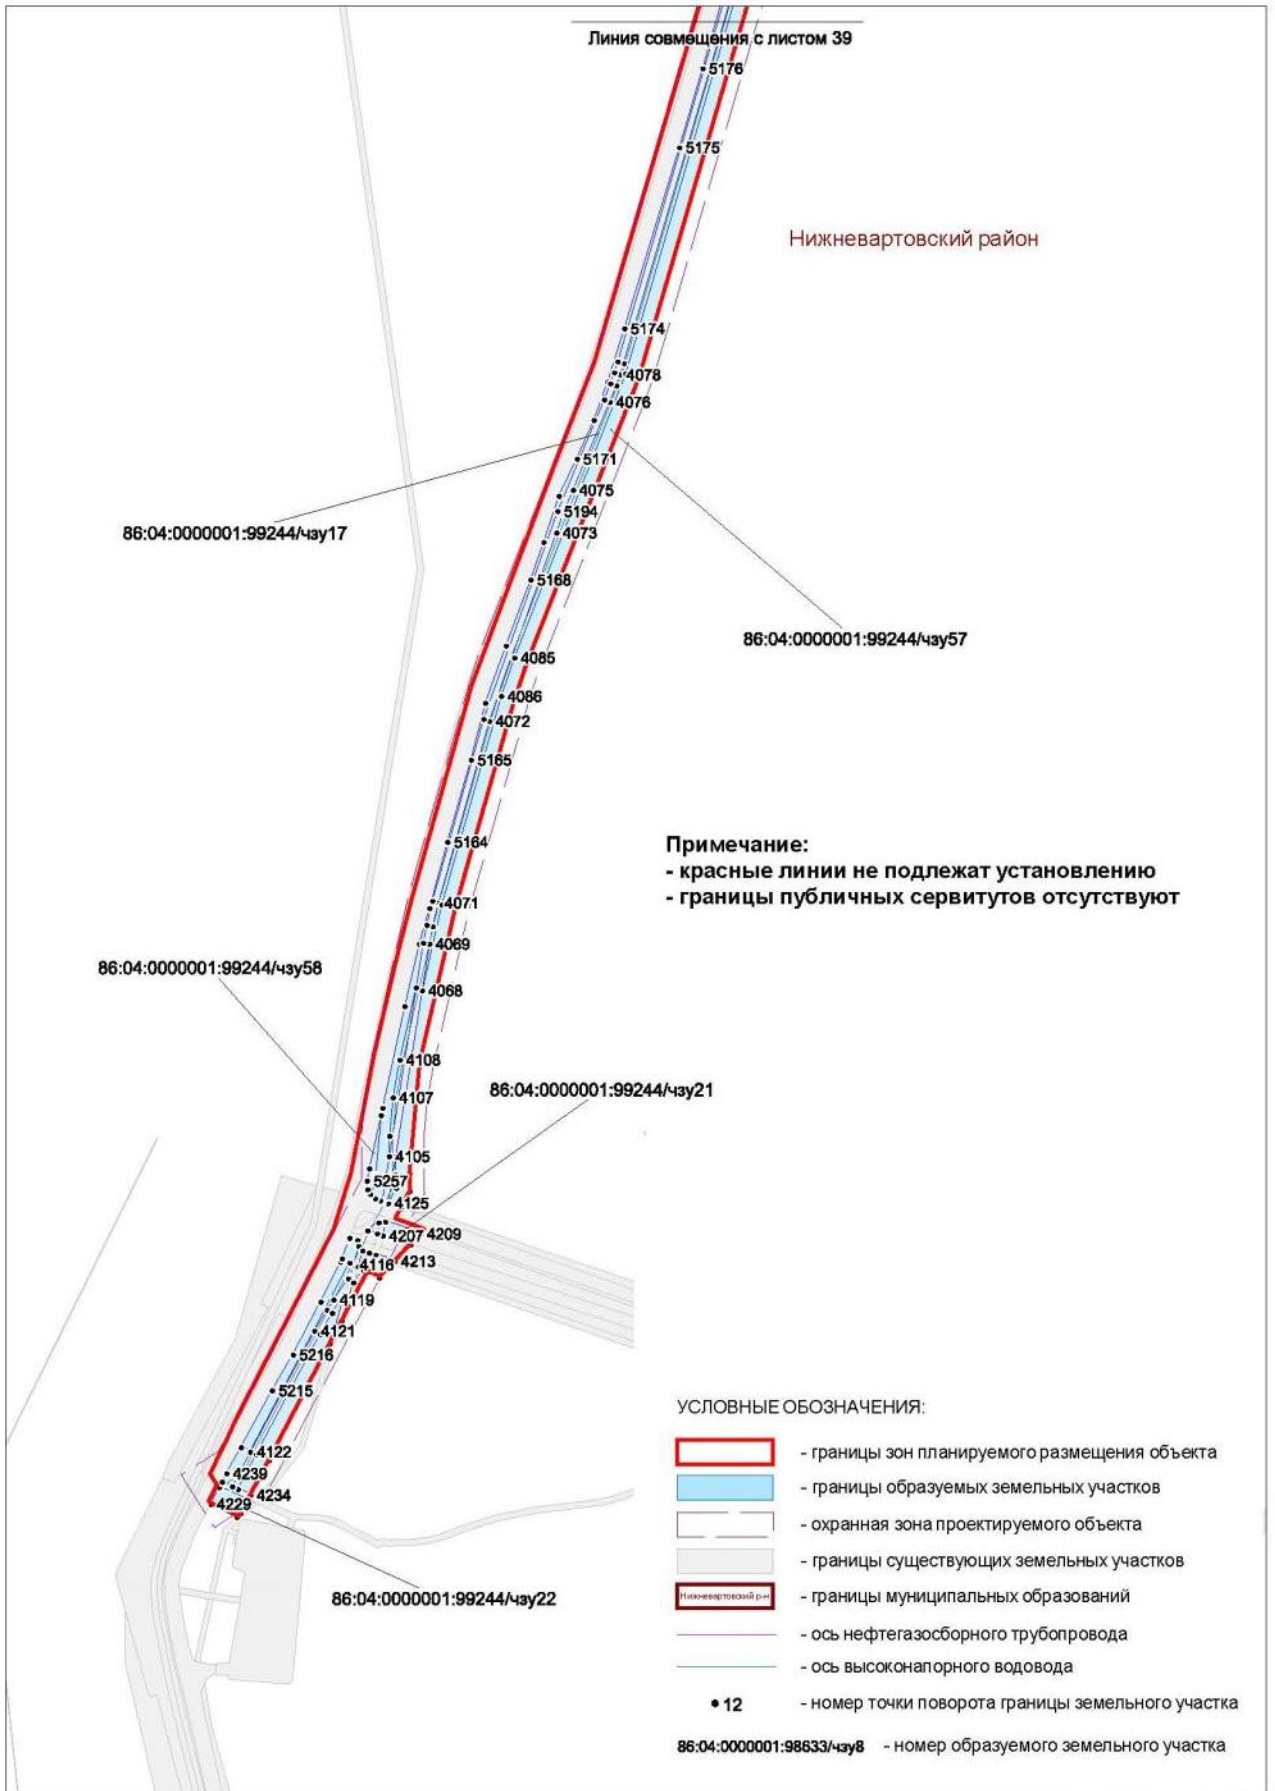 Линия совмещения с листом 39
5176
5175
Нижневартовский район
5174
4078
4076
5171
4075
5194
4073
86:04:0000001:99244/чзу17
5168
86:04:0000001:99244/чзу57
4085
4086
4072
5165
5164
Примечание:
- красные линии не подлежат установлению
- границы публичных сервитутов отсутствуют
4071
4069
86:04:0000001:99244/чзу58
4068
4108
86:04:0000001:99244/чзу21
4107
4105
5257
4125
4207
4209
4116
4213
4119
4121
5216
5215
4122
4239
4234
4229
86:04:0000001:99244/чзу22
УСЛОВНЫЕ ОБОЗНАЧЕНИЯ:
- границы зон планируемого размещения объекта
- границы образуемых земельных участков
- охранная зона проектируемого объекта
- границы существующих земельных участков
Нижневартовский р-н - границы муниципальных образований
- ось нефтегазосборного трубопровода
- ось высоконапорного водовода
12 - номер точки поворота границы земельного участка
86:04:0000001:98633/чзу8 - номер образуемого земельного участка